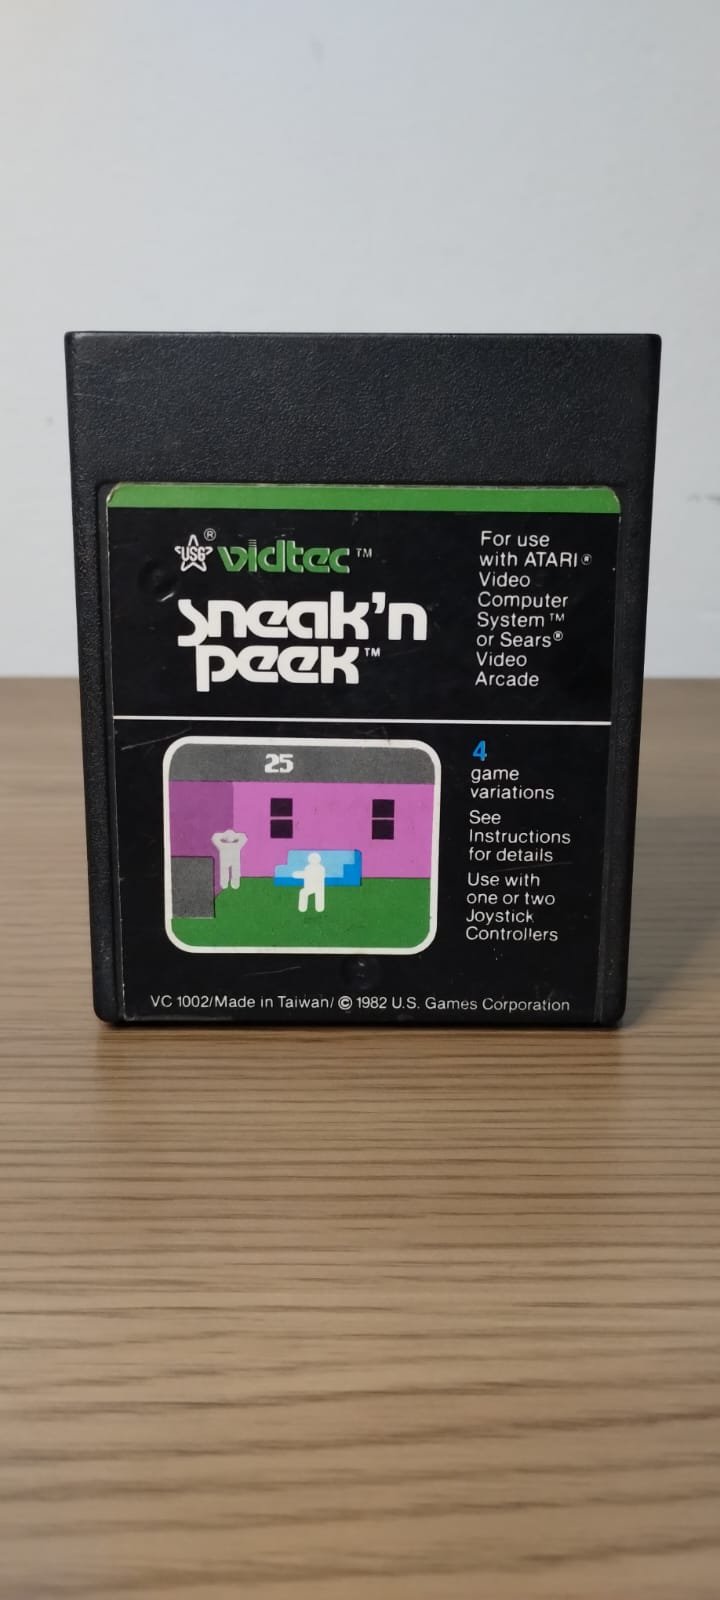 USG® vidtec™
sneak'n
peek™
For use
with ATARI®
Video
Computer
System™
or Sears®
Video
Arcade
25
4
game
variations
See
Instructions
for details
Use with
one or two
Joystick
Controllers
VC 1002/Made in Taiwan/ © 1982 U.S. Games Corporation